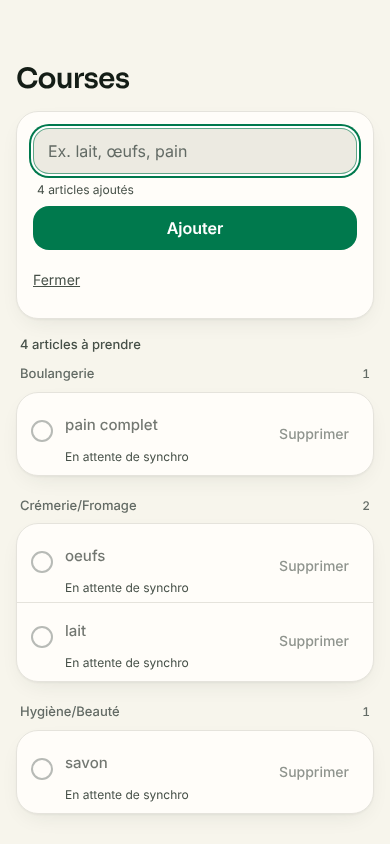 Courses
Ex. lait, œufs, pain
4 articles ajoutés
Ajouter
Fermer
4 articles à prendre
Boulangerie 1
pain complet
Supprimer
En attente de synchro
Crémerie/Fromage 2
oeufs
Supprimer
En attente de synchro
lait
Supprimer
En attente de synchro
Hygiène/Beauté 1
savon
Supprimer
En attente de synchro